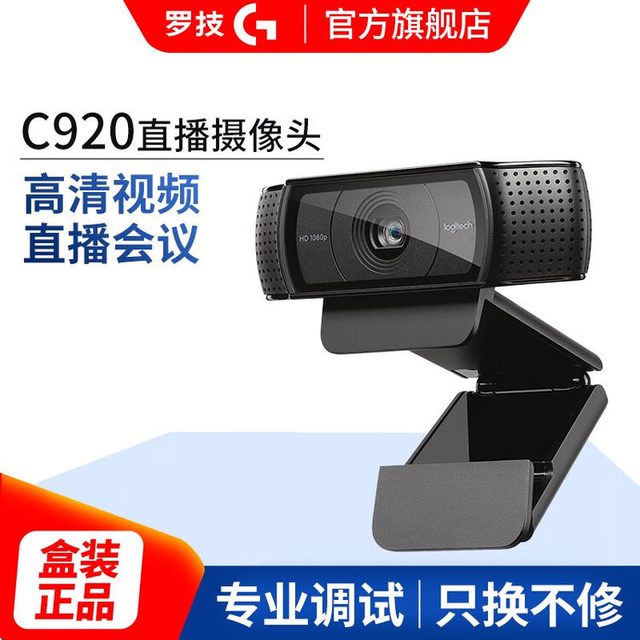 罗技 G 官方旗舰店
C920直播摄像头
高清视频
直播会议
HD 1080p
logitech
盒装
正品
专业调试 只换不修